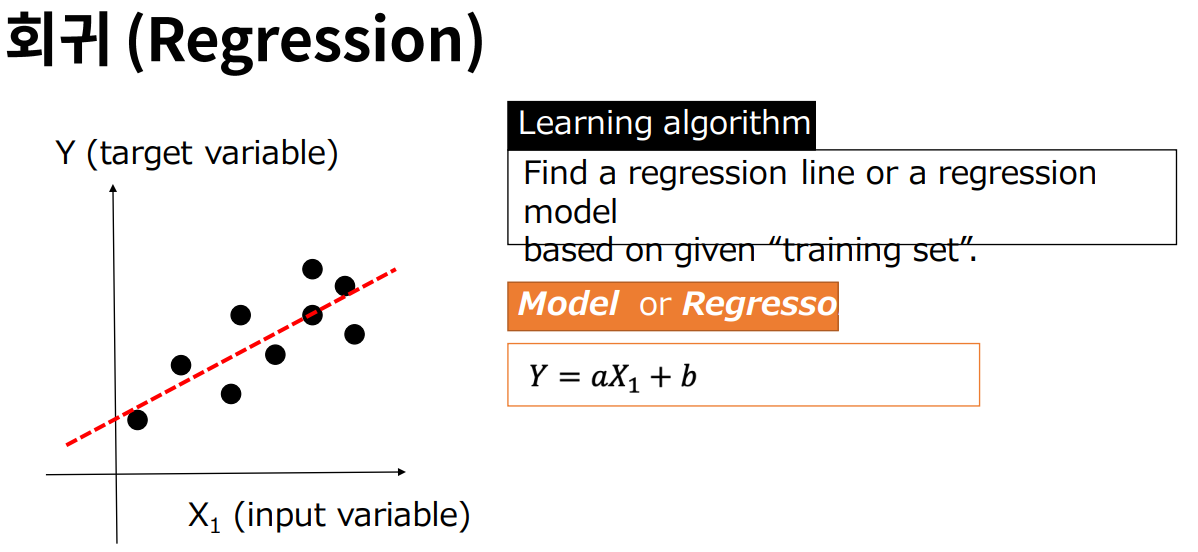 회귀 (Regression)
Y (target variable)
X₁ (input variable)
Learning algorithm
Find a regression line or a regression
model
based on given “training set”.
Model or Regresso
Y = aX₁ + b